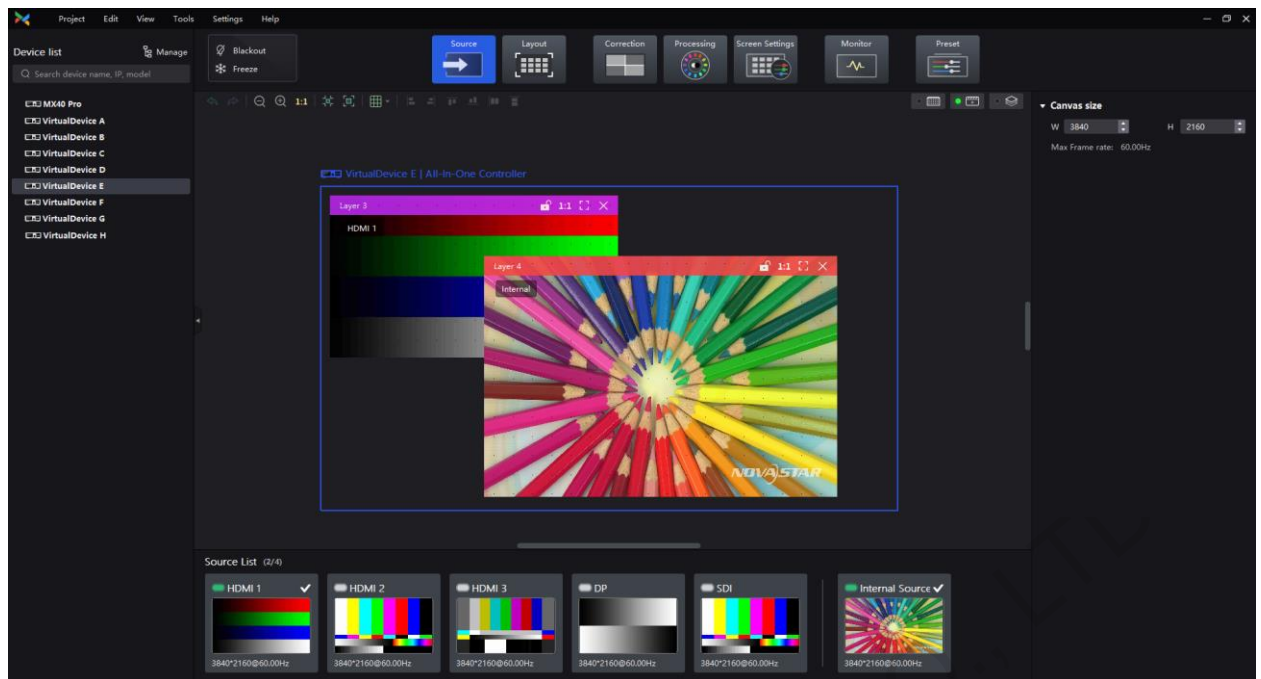 Project Edit View Tools Settings Help
Device list Manage
Search device name, IP, model
Blackout
Freeze
Source Layout Correction Processing Screen Settings Monitor Preset
MX40 Pro
VirtualDevice A
VirtualDevice B
VirtualDevice C
VirtualDevice D
VirtualDevice E
VirtualDevice F
VirtualDevice G
VirtualDevice H
1:1
VirtualDevice E | All-In-One Controller
Layer 3 1:1
HDMI 1
Layer 4 1:1
Internal
NOVASTAR
Canvas size
W 3840 H 2160
Max Frame rate: 60.00Hz
Source List (2/4)
HDMI 1 HDMI 2 HDMI 3 DP SDI Internal Source
3840*2160@60.00Hz 3840*2160@60.00Hz 3840*2160@60.00Hz 3840*2160@60.00Hz 3840*2160@60.00Hz 3840*2160@60.00Hz